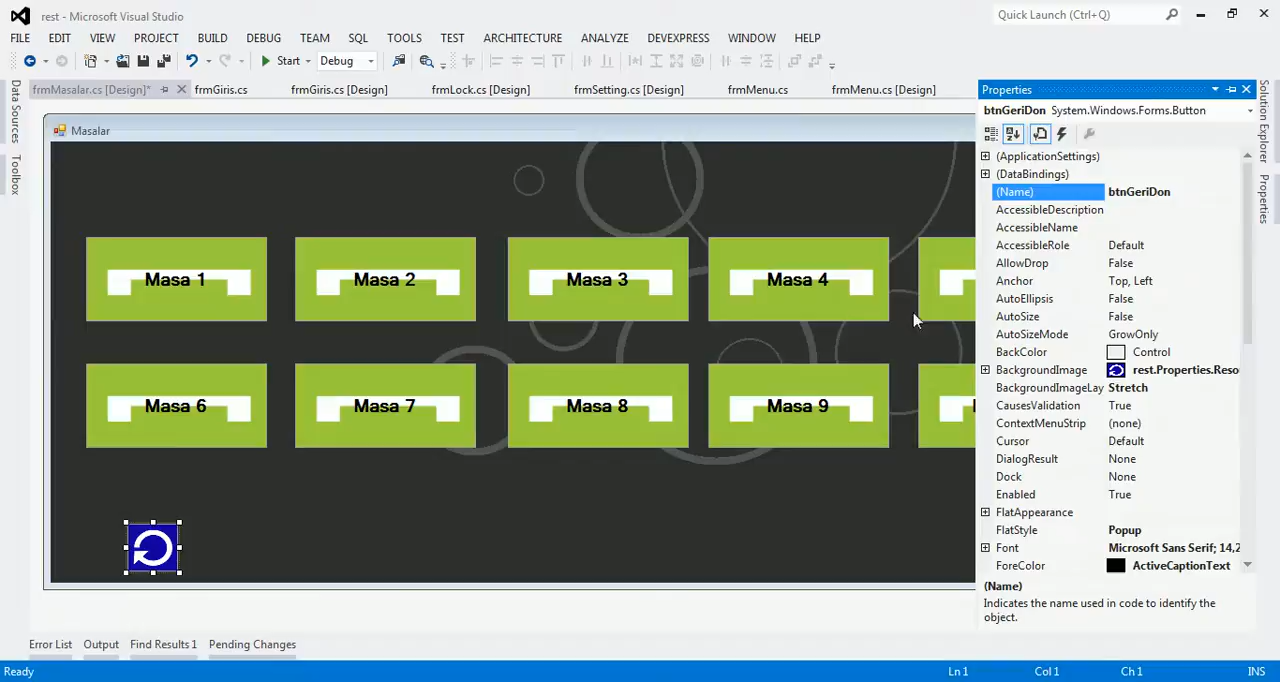 rest - Microsoft Visual Studio
Quick Launch (Ctrl+Q)
FILE EDIT VIEW PROJECT BUILD DEBUG TEAM SQL TOOLS TEST ARCHITECTURE ANALYZE DEVEXPRESS WINDOW HELP
Start Debug
frmMasalar.cs [Design]* frmGiris.cs frmGiris.cs [Design] frmLock.cs [Design] frmSetting.cs [Design] frmMenu.cs frmMenu.cs [Design]
Data Sources
Toolbox
Masalar
Masa 1 Masa 2 Masa 3 Masa 4
Masa 6 Masa 7 Masa 8 Masa 9
Properties
btnGeriDon System.Windows.Forms.Button
(ApplicationSettings)
(DataBindings)
(Name) btnGeriDon
AccessibleDescription
AccessibleName
AccessibleRole Default
AllowDrop False
Anchor Top, Left
AutoEllipsis False
AutoSize False
AutoSizeMode GrowOnly
BackColor Control
BackgroundImage rest.Properties.Reso
BackgroundImageLay Stretch
CausesValidation True
ContextMenuStrip (none)
Cursor Default
DialogResult None
Dock None
Enabled True
FlatAppearance
FlatStyle Popup
Font Microsoft Sans Serif; 14,2
ForeColor ActiveCaptionText
(Name)
Indicates the name used in code to identify the
object.
Solution Explorer
Properties
Error List Output Find Results 1 Pending Changes
Ready Ln 1 Col 1 Ch 1 INS